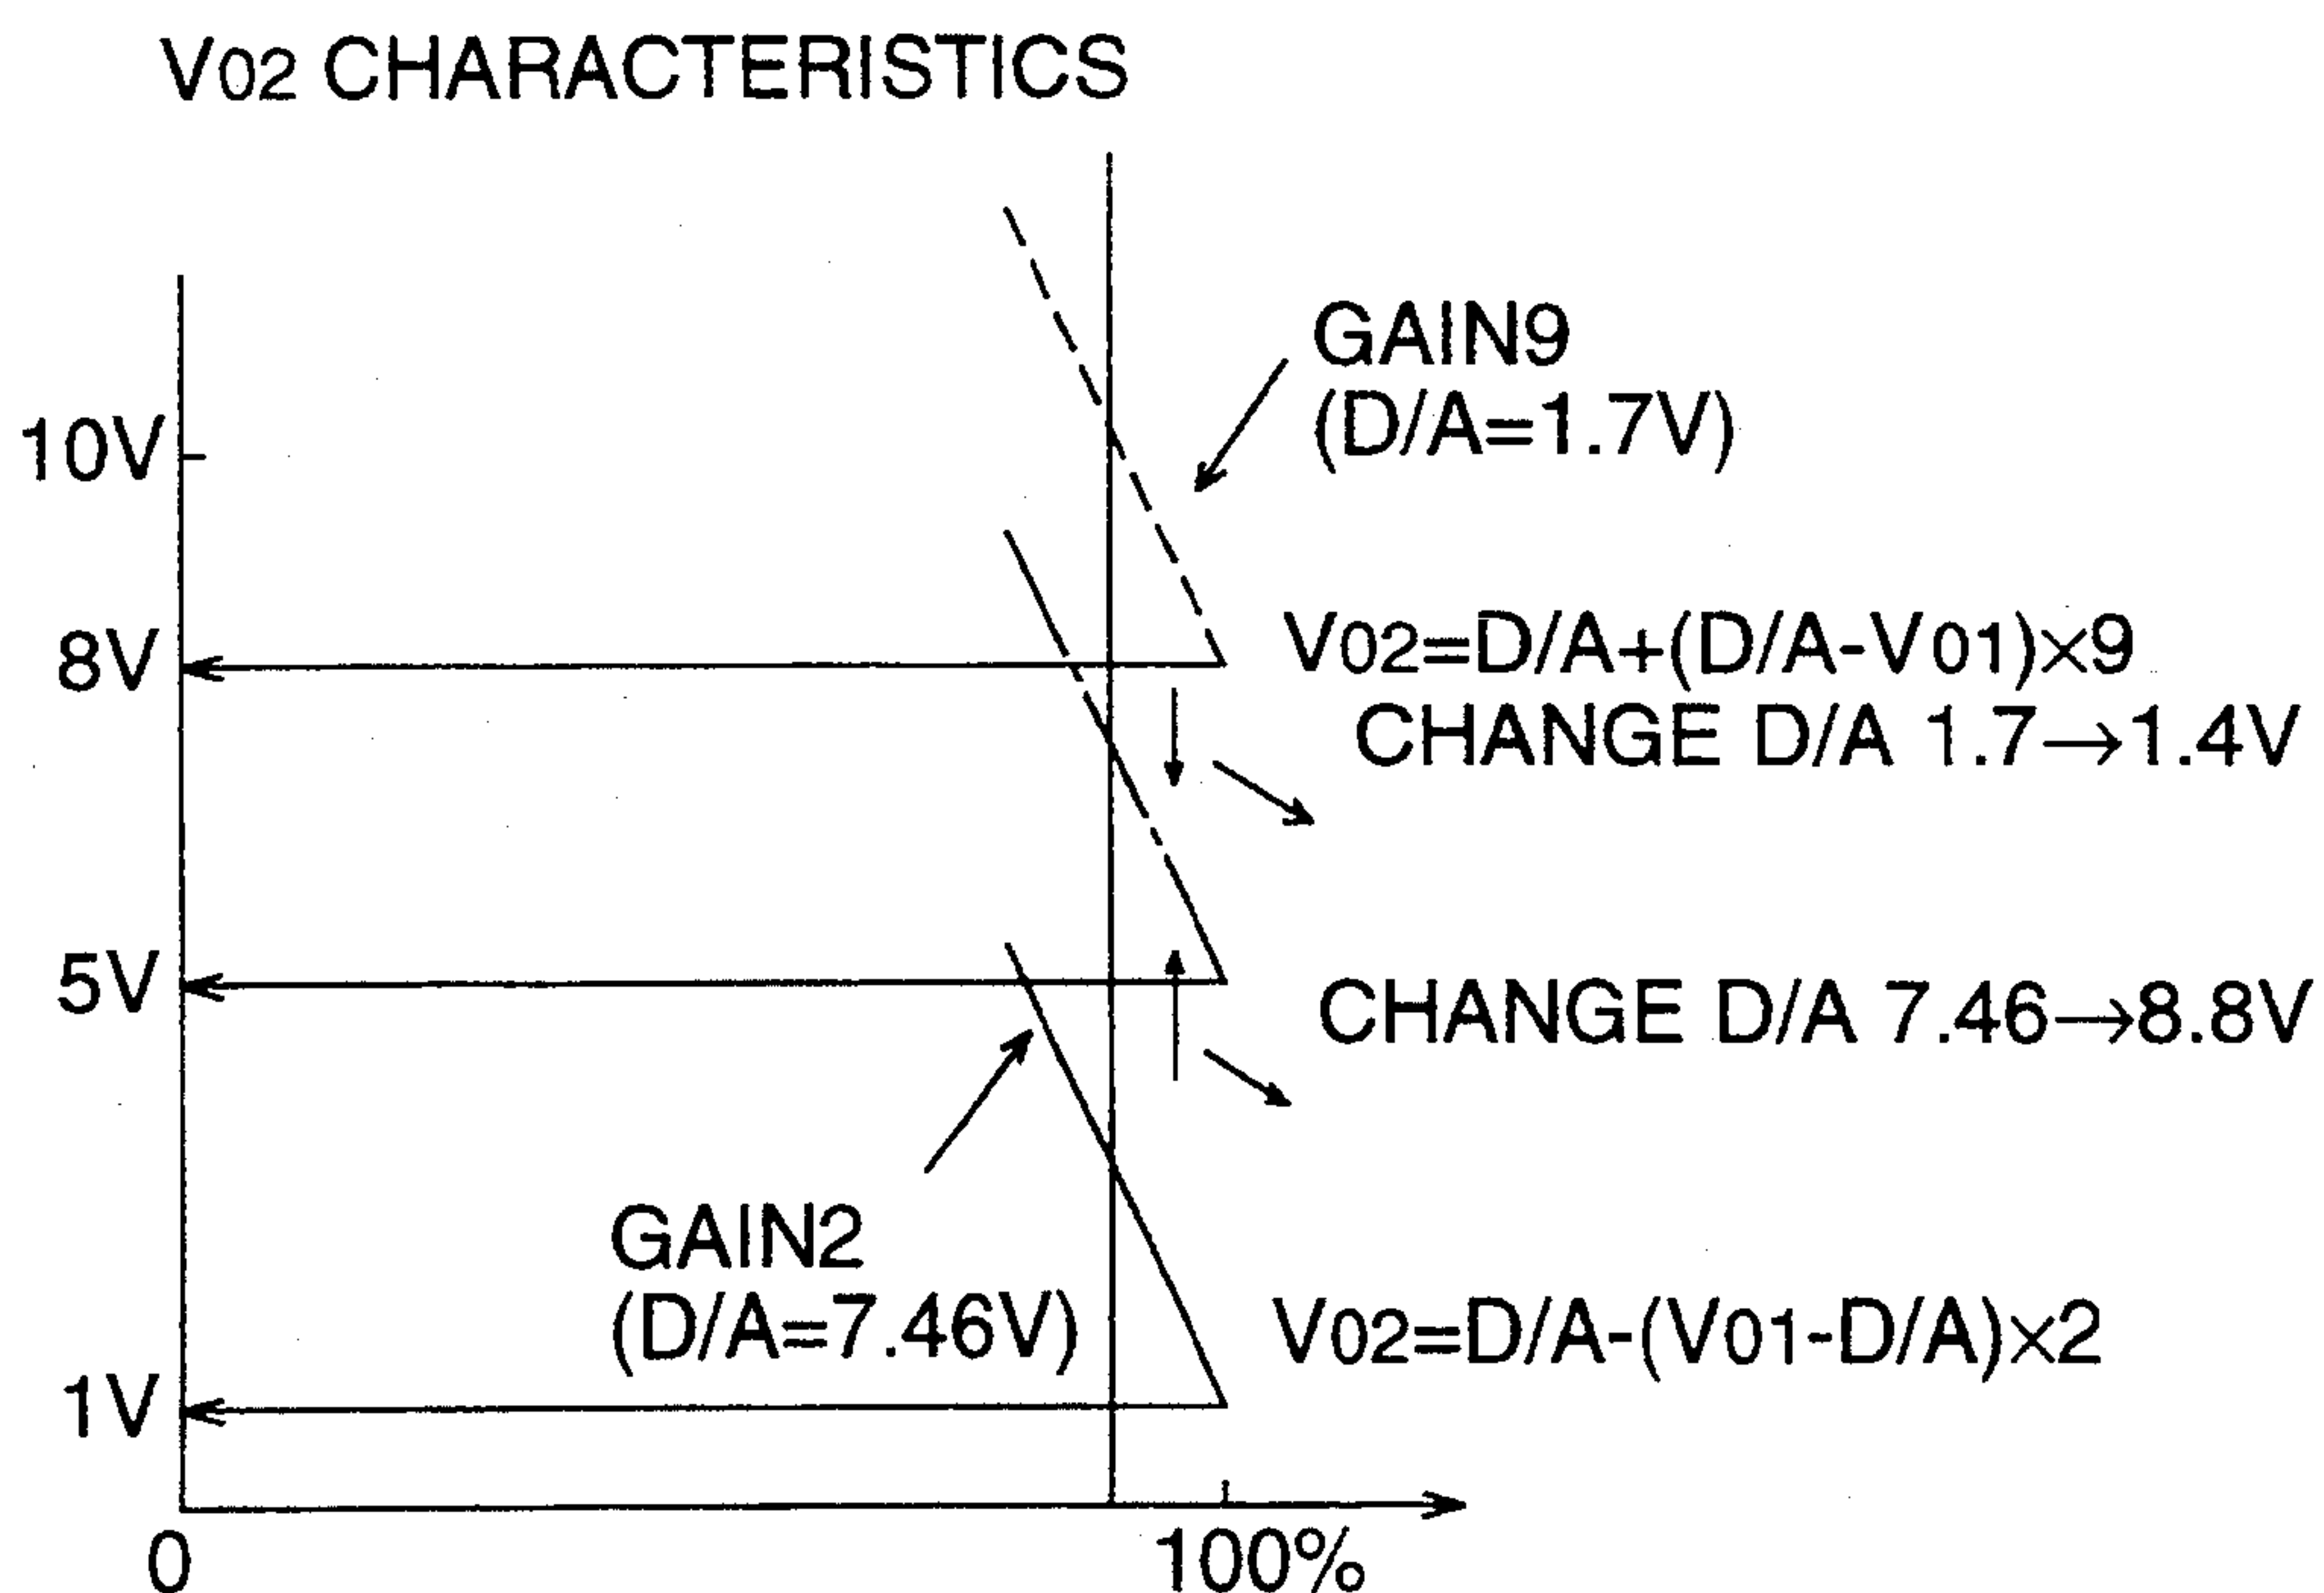 V02 CHARACTERISTICS
GAIN9
(D/A=1.7V)
10V
8V
V02=D/A+(D/A-V01)×9
CHANGE D/A 1.7→1.4V
5V
CHANGE D/A 7.46→8.8V
GAIN2
(D/A=7.46V)
V02=D/A-(V01-D/A)×2
1V
0
100%